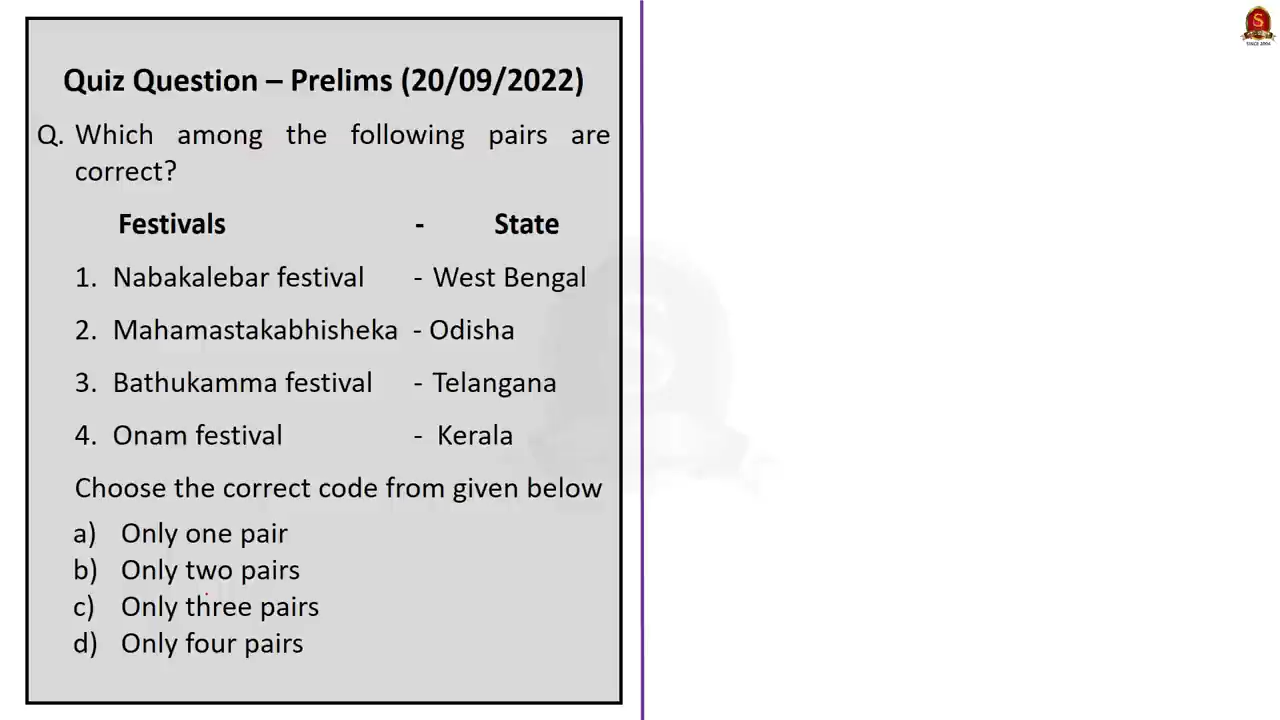 Quiz Question – Prelims (20/09/2022)
Q. Which among the following pairs are
correct?
Festivals - State
1. Nabakalebar festival - West Bengal
2. Mahamastakabhisheka - Odisha
3. Bathukamma festival - Telangana
4. Onam festival - Kerala
Choose the correct code from given below
a) Only one pair
b) Only two pairs
c) Only three pairs
d) Only four pairs
S
SINCE 2004